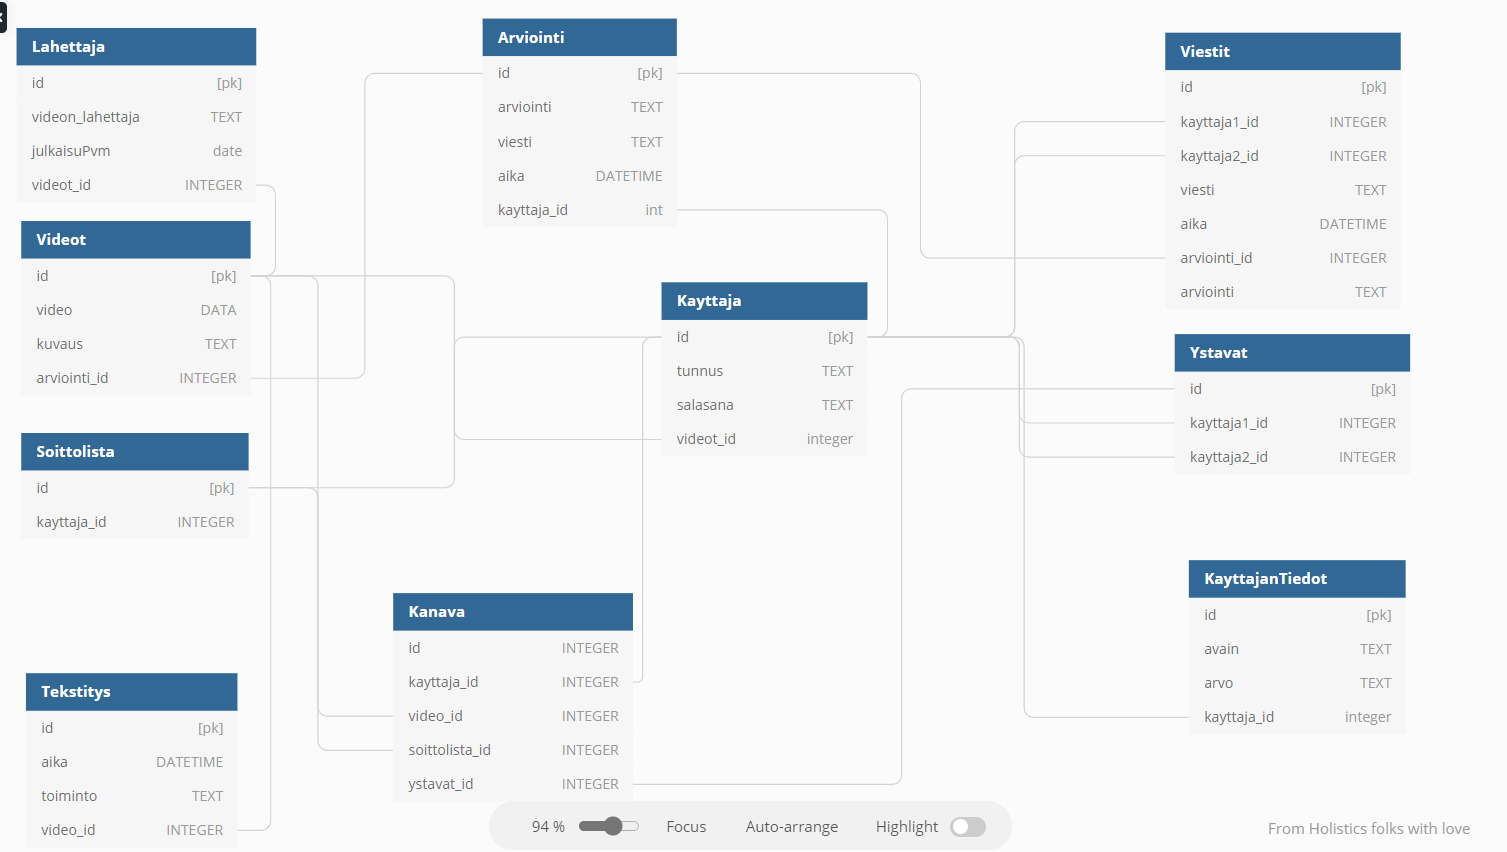 Lahettaja
id [pk]
videon_lahettaja TEXT
julkaisuPvm date
videot_id INTEGER
Videot
id [pk]
video DATA
kuvaus TEXT
arviointi_id INTEGER
Soittolista
id [pk]
kayttaja_id INTEGER
Tekstitys
id [pk]
aika DATETIME
toiminto TEXT
video_id INTEGER
Arviointi
id [pk]
arviointi TEXT
viesti TEXT
aika DATETIME
kayttaja_id int
Kayttaja
id [pk]
tunnus TEXT
salasana TEXT
videot_id integer
Kanava
id INTEGER
kayttaja_id INTEGER
video_id INTEGER
soittolista_id INTEGER
ystavat_id INTEGER
Viestit
id [pk]
kayttaja1_id INTEGER
kayttaja2_id INTEGER
viesti TEXT
aika DATETIME
arviointi_id INTEGER
arviointi TEXT
Ystavat
id [pk]
kayttaja1_id INTEGER
kayttaja2_id INTEGER
KayttajanTiedot
id [pk]
avain TEXT
arvo TEXT
kayttaja_id integer
94 % Focus Auto-arrange Highlight
From Holistics folks with love